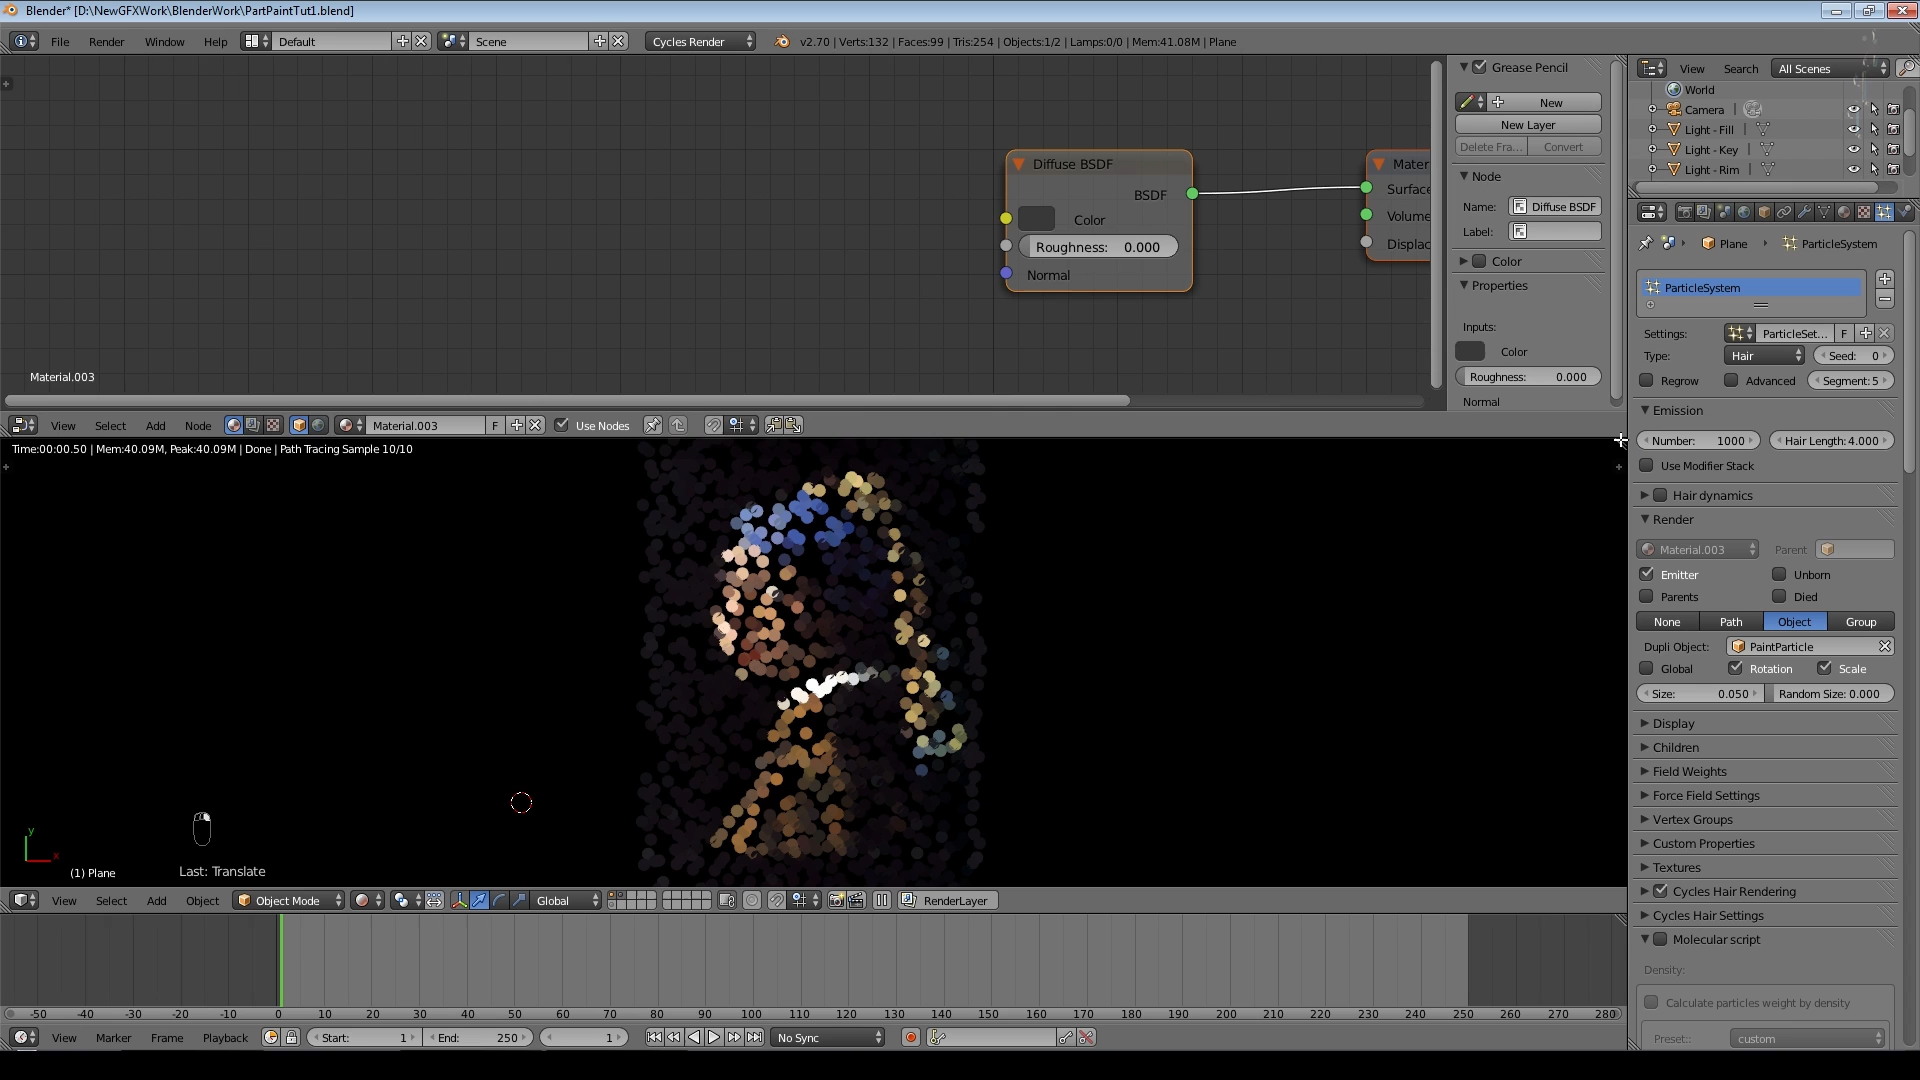 Blender* [D:\NewGFXWork\BlenderWork\PartPaintTut1.blend]
File Render Window Help Default Scene Cycles Render v2.70 | Verts:132 | Faces:99 | Tris:254 | Objects:1/2 | Lamps:0/0 | Mem:41.08M | Plane
Diffuse BSDF
BSDF
Color
Roughness: 0.000
Normal
Mater
Surface
Volume
Displac
Material.003
Grease Pencil
New
New Layer
Delete Fra... Convert
Node
Name: Diffuse BSDF
Label:
Color
Properties
Inputs:
Color
Roughness: 0.000
Normal
View Search All Scenes
World
Camera
Light - Fill
Light - Key
Light - Rim
Plane ParticleSystem
ParticleSystem
Settings: ParticleSet... F
Type: Hair Seed: 0
Regrow Advanced Segment: 5
Emission
Number: 1000 Hair Length: 4.000
Use Modifier Stack
Hair dynamics
Render
Material.003 Parent
Emitter Unborn
Parents Died
None Path Object Group
Dupli Object: PaintParticle
Global Rotation Scale
Size: 0.050 Random Size: 0.000
Display
Children
Field Weights
Force Field Settings
Vertex Groups
Custom Properties
Textures
Cycles Hair Rendering
Cycles Hair Settings
Molecular script
Density:
Calculate particles weight by density
Preset:: custom
View Select Add Node Material.003 F Use Nodes
Time:00:00.50 | Mem:40.09M, Peak:40.09M | Done | Path Tracing Sample 10/10
y
x
(1) Plane
Last: Translate
View Select Add Object Object Mode Global RenderLayer
-50 -40 -30 -20 -10 0 10 20 30 40 50 60 70 80 90 100 110 120 130 140 150 160 170 180 190 200 210 220 230 240 250 260 270 280
View Marker Frame Playback Start: 1 End: 250 1 No Sync